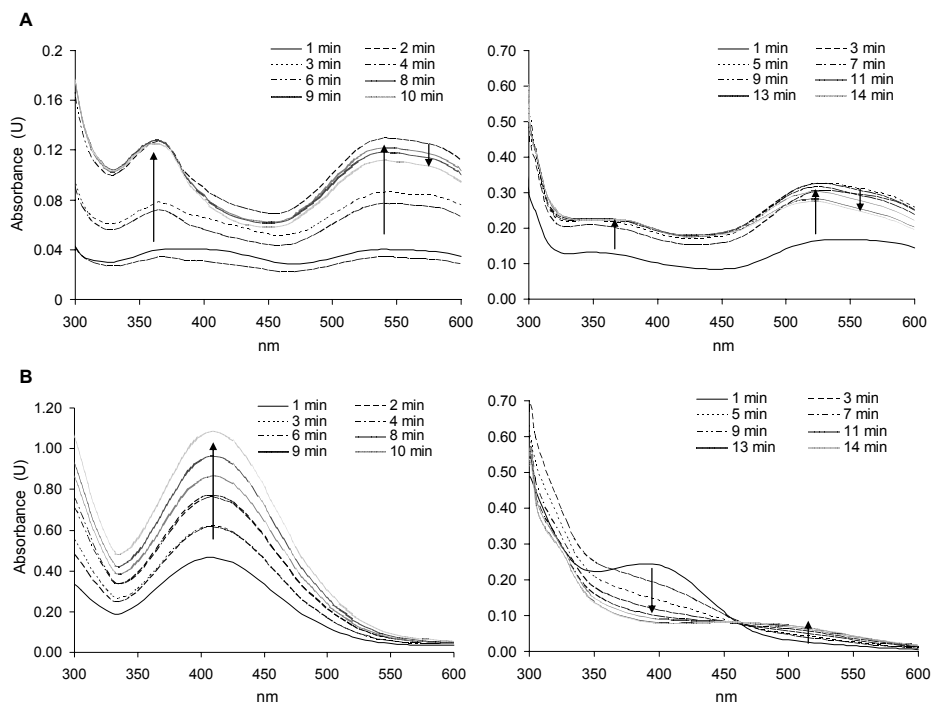 A
Absorbance (U)
0.2
0.16
0.12
0.08
0.04
0
300 350 400 450 500 550 600
nm
1 min 2 min
3 min 4 min
6 min 8 min
9 min 10 min
0.70
0.60
0.50
0.40
0.30
0.20
0.10
0.00
300 350 400 450 500 550 600
nm
1 min 3 min
5 min 7 min
9 min 11 min
13 min 14 min
B
Absorbance (U)
1.20
1.00
0.80
0.60
0.40
0.20
0.00
300 350 400 450 500 550 600
nm
1 min 2 min
3 min 4 min
6 min 8 min
9 min 10 min
0.70
0.60
0.50
0.40
0.30
0.20
0.10
0.00
300 350 400 450 500 550 600
nm
1 min 3 min
5 min 7 min
9 min 11 min
13 min 14 min